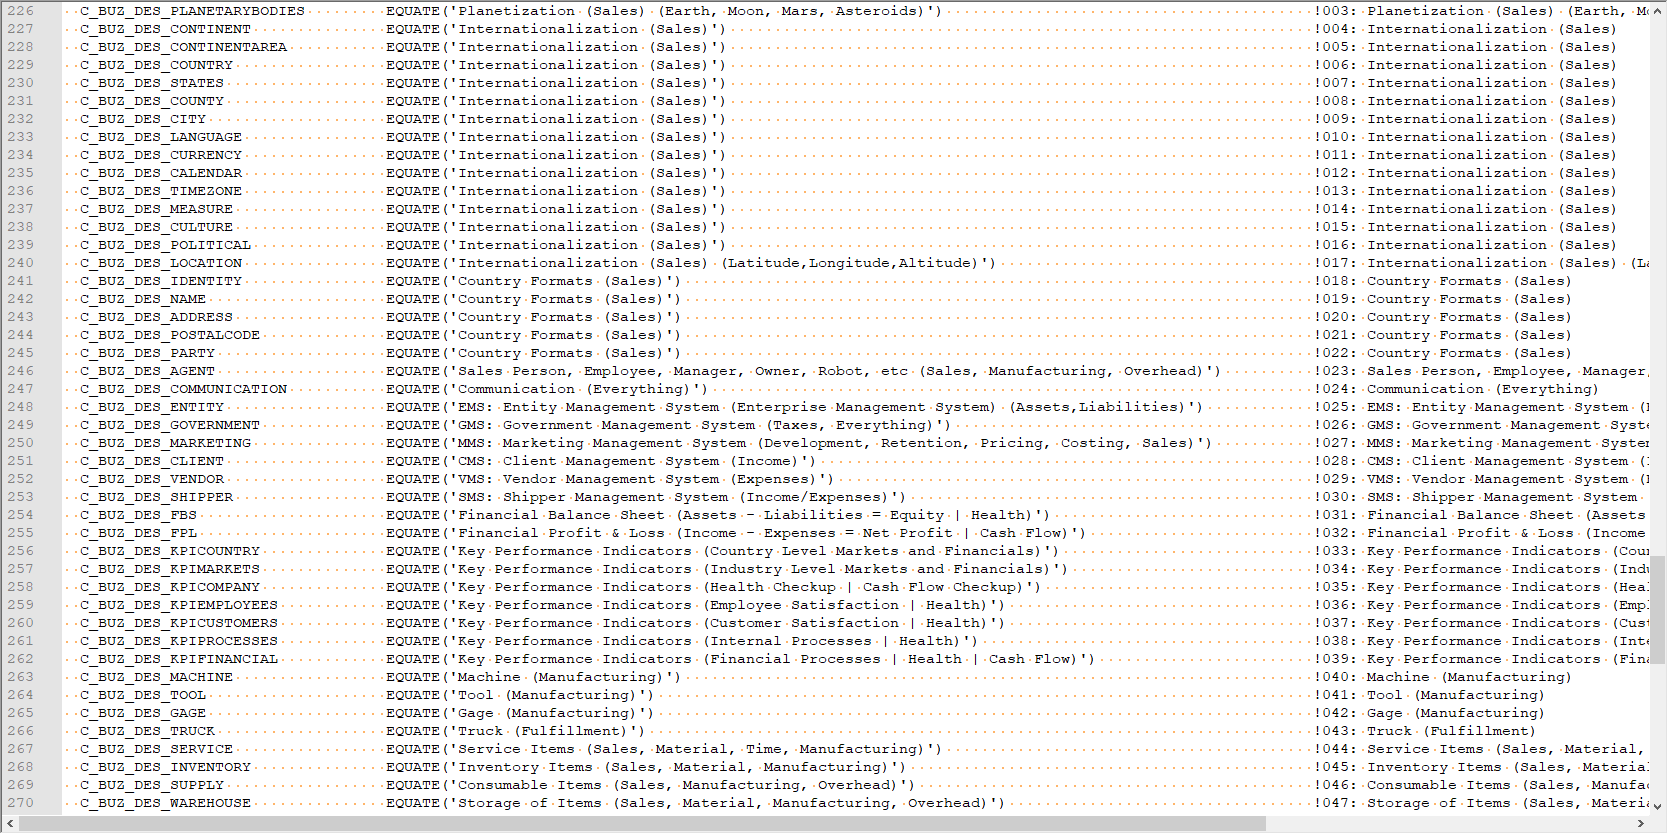 226 C_BUZ_DES_PLANETARYBODIES EQUATE('Planetization (Sales) (Earth, Moon, Mars, Asteroids)') !003: Planetization (Sales) (Earth, M
227 C_BUZ_DES_CONTINENT EQUATE('Internationalization (Sales)') !004: Internationalization (Sales)
228 C_BUZ_DES_CONTINENTAREA EQUATE('Internationalization (Sales)') !005: Internationalization (Sales)
229 C_BUZ_DES_COUNTRY EQUATE('Internationalization (Sales)') !006: Internationalization (Sales)
230 C_BUZ_DES_STATES EQUATE('Internationalization (Sales)') !007: Internationalization (Sales)
231 C_BUZ_DES_COUNTY EQUATE('Internationalization (Sales)') !008: Internationalization (Sales)
232 C_BUZ_DES_CITY EQUATE('Internationalization (Sales)') !009: Internationalization (Sales)
233 C_BUZ_DES_LANGUAGE EQUATE('Internationalization (Sales)') !010: Internationalization (Sales)
234 C_BUZ_DES_CURRENCY EQUATE('Internationalization (Sales)') !011: Internationalization (Sales)
235 C_BUZ_DES_CALENDAR EQUATE('Internationalization (Sales)') !012: Internationalization (Sales)
236 C_BUZ_DES_TIMEZONE EQUATE('Internationalization (Sales)') !013: Internationalization (Sales)
237 C_BUZ_DES_MEASURE EQUATE('Internationalization (Sales)') !014: Internationalization (Sales)
238 C_BUZ_DES_CULTURE EQUATE('Internationalization (Sales)') !015: Internationalization (Sales)
239 C_BUZ_DES_POLITICAL EQUATE('Internationalization (Sales)') !016: Internationalization (Sales)
240 C_BUZ_DES_LOCATION EQUATE('Internationalization (Sales) (Latitude,Longitude,Altitude)') !017: Internationalization (Sales) (La
241 C_BUZ_DES_IDENTITY EQUATE('Country Formats (Sales)') !018: Country Formats (Sales)
242 C_BUZ_DES_NAME EQUATE('Country Formats (Sales)') !019: Country Formats (Sales)
243 C_BUZ_DES_ADDRESS EQUATE('Country Formats (Sales)') !020: Country Formats (Sales)
244 C_BUZ_DES_POSTALCODE EQUATE('Country Formats (Sales)') !021: Country Formats (Sales)
245 C_BUZ_DES_PARTY EQUATE('Country Formats (Sales)') !022: Country Formats (Sales)
246 C_BUZ_DES_AGENT EQUATE('Sales Person, Employee, Manager, Owner, Robot, etc (Sales, Manufacturing, Overhead)') !023: Sales Person, Employee, Manager,
247 C_BUZ_DES_COMMUNICATION EQUATE('Communication (Everything)') !024: Communication (Everything)
248 C_BUZ_DES_ENTITY EQUATE('EMS: Entity Management System (Enterprise Management System) (Assets,Liabilities)') !025: EMS: Entity Management System (
249 C_BUZ_DES_GOVERNMENT EQUATE('GMS: Government Management System (Taxes, Everything)') !026: GMS: Government Management Syste
250 C_BUZ_DES_MARKETING EQUATE('MMS: Marketing Management System (Development, Retention, Pricing, Costing, Sales)') !027: MMS: Marketing Management System
251 C_BUZ_DES_CLIENT EQUATE('CMS: Client Management System (Income)') !028: CMS: Client Management System (
252 C_BUZ_DES_VENDOR EQUATE('VMS: Vendor Management System (Expenses)') !029: VMS: Vendor Management System (
253 C_BUZ_DES_SHIPPER EQUATE('SMS: Shipper Management System (Income/Expenses)') !030: SMS: Shipper Management System
254 C_BUZ_DES_FBS EQUATE('Financial Balance Sheet (Assets - Liabilities = Equity | Health)') !031: Financial Balance Sheet (Assets
255 C_BUZ_DES_FPL EQUATE('Financial Profit & Loss (Income - Expenses = Net Profit | Cash Flow)') !032: Financial Profit & Loss (Income
256 C_BUZ_DES_KPICOUNTRY EQUATE('Key Performance Indicators (Country Level Markets and Financials)') !033: Key Performance Indicators (Cou
257 C_BUZ_DES_KPIMARKETS EQUATE('Key Performance Indicators (Industry Level Markets and Financials)') !034: Key Performance Indicators (Indu
258 C_BUZ_DES_KPICOMPANY EQUATE('Key Performance Indicators (Health Checkup | Cash Flow Checkup)') !035: Key Performance Indicators (Heal
259 C_BUZ_DES_KPIEMPLOYEES EQUATE('Key Performance Indicators (Employee Satisfaction | Health)') !036: Key Performance Indicators (Empl
260 C_BUZ_DES_KPICUSTOMERS EQUATE('Key Performance Indicators (Customer Satisfaction | Health)') !037: Key Performance Indicators (Cust
261 C_BUZ_DES_KPIPROCESSES EQUATE('Key Performance Indicators (Internal Processes | Health)') !038: Key Performance Indicators (Inte
262 C_BUZ_DES_KPIFINANCIAL EQUATE('Key Performance Indicators (Financial Processes | Health | Cash Flow)') !039: Key Performance Indicators (Fina
263 C_BUZ_DES_MACHINE EQUATE('Machine (Manufacturing)') !040: Machine (Manufacturing)
264 C_BUZ_DES_TOOL EQUATE('Tool (Manufacturing)') !041: Tool (Manufacturing)
265 C_BUZ_DES_GAGE EQUATE('Gage (Manufacturing)') !042: Gage (Manufacturing)
266 C_BUZ_DES_TRUCK EQUATE('Truck (Fulfillment)') !043: Truck (Fulfillment)
267 C_BUZ_DES_SERVICE EQUATE('Service Items (Sales, Material, Time, Manufacturing)') !044: Service Items (Sales, Material,
268 C_BUZ_DES_INVENTORY EQUATE('Inventory Items (Sales, Material, Manufacturing)') !045: Inventory Items (Sales, Material
269 C_BUZ_DES_SUPPLY EQUATE('Consumable Items (Sales, Manufacturing, Overhead)') !046: Consumable Items (Sales, Manufac
270 C_BUZ_DES_WAREHOUSE EQUATE('Storage of Items (Sales, Material, Manufacturing, Overhead)') !047: Storage of Items (Sales, Materia